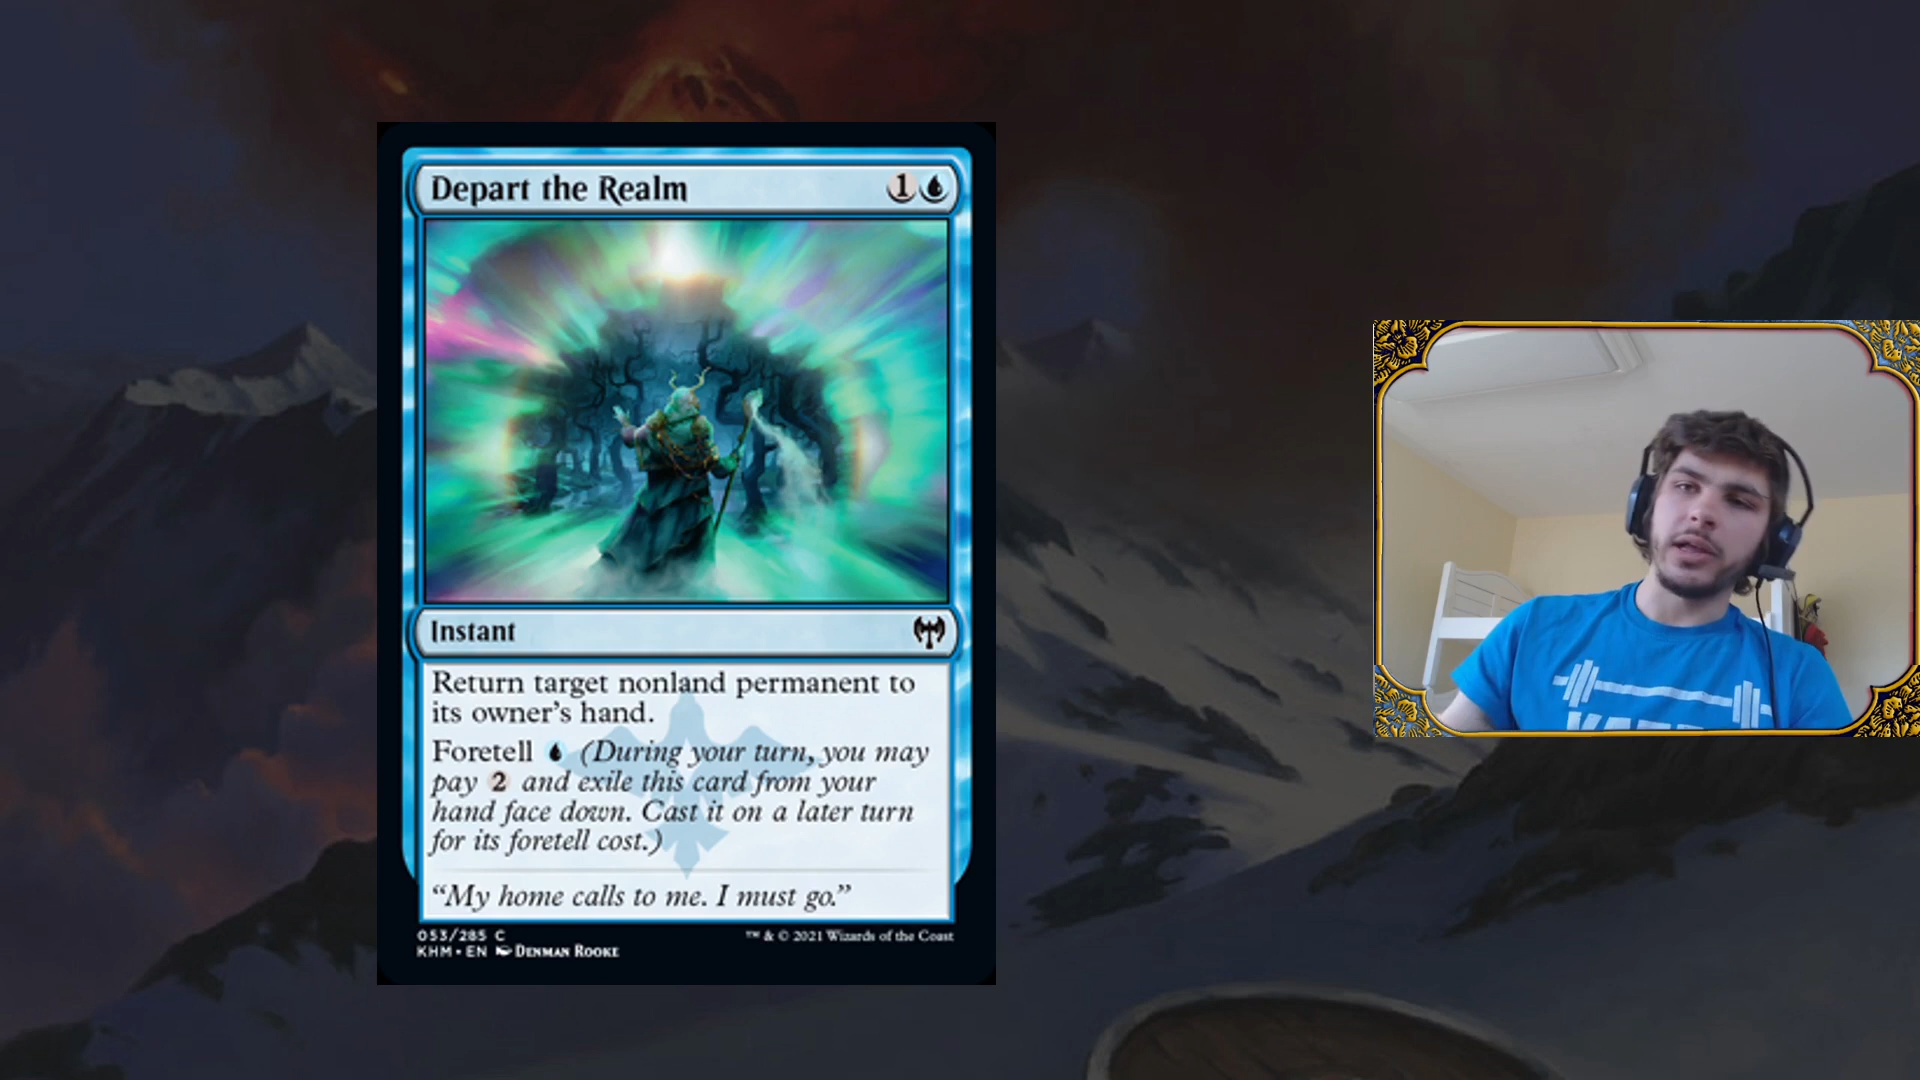 Depart the Realm 1
Instant
Return target nonland permanent to
its owner's hand.
Foretell (During your turn, you may
pay 2 and exile this card from your
hand face down. Cast it on a later turn
for its foretell cost.)
"My home calls to me. I must go."
053/285 C
KHM • EN DENMAN ROOKE
™ & © 2021 Wizards of the Coast